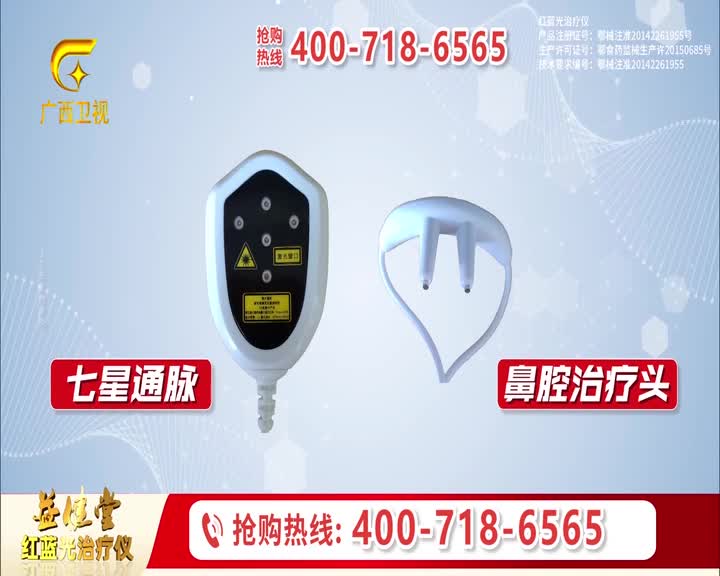 广西卫视
抢购
热线 400-718-6565
红蓝光治疗仪
产品注册证号：鄂械注准20142261955号
生产许可证号：鄂食药监械生产许20150685号
技术要求编号：鄂械注准20142261955
激光窗口
七星通脉
鼻腔治疗头
益佳堂
红蓝光治疗仪
抢购热线: 400-718-6565